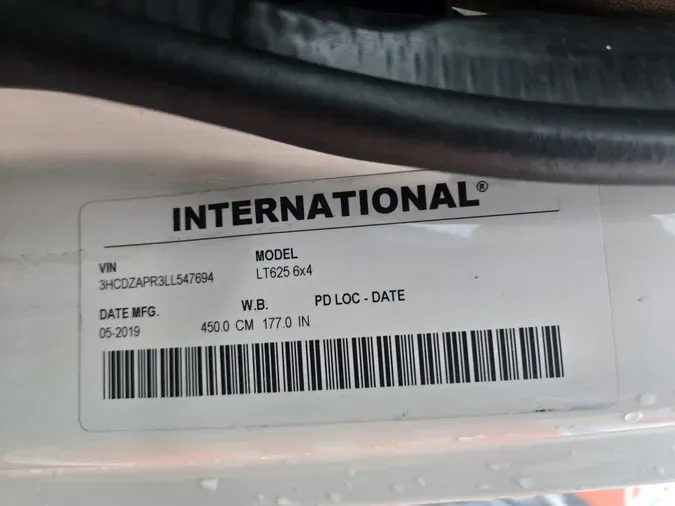 INTERNATIONAL®
VIN MODEL
3HCDZAPR3LL547694 LT625 6x4
DATE MFG. W.B. PD LOC - DATE
05-2019 450.0 CM 177.0 IN